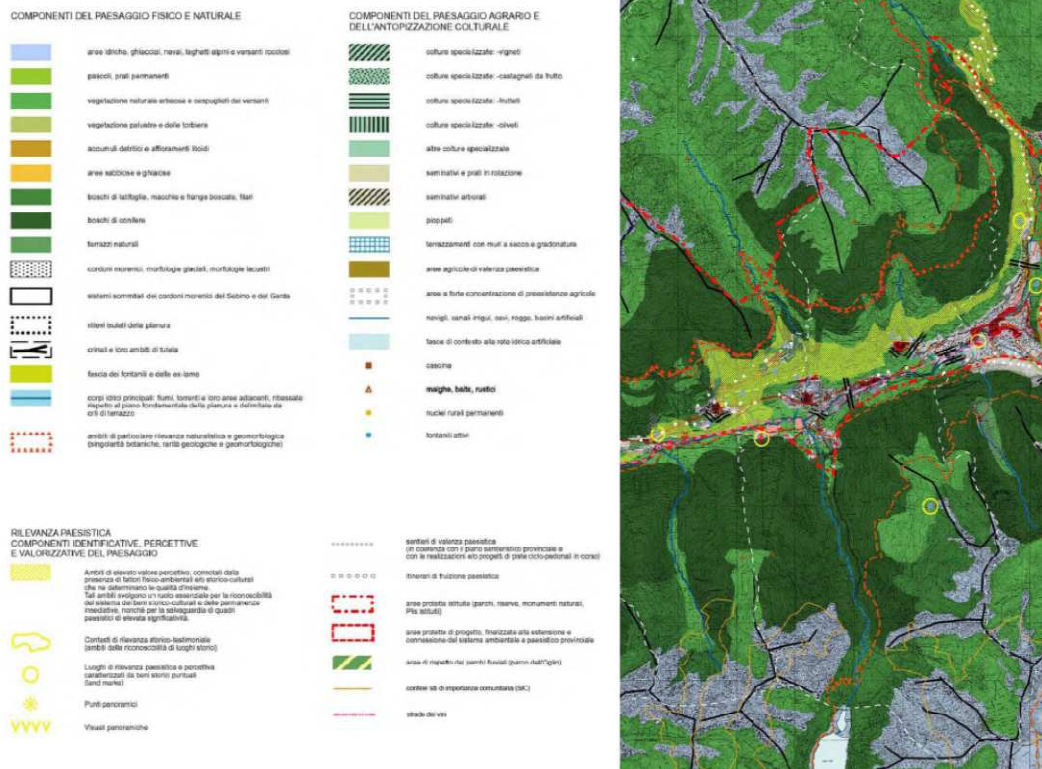 COMPONENTI DEL PAESAGGIO FISICO E NATURALE
aree idriche, ghiacciai, nevai, laghetti alpini e versanti rocciosi
pascoli, prati permanenti
vegetazione naturale erbacea e cespuglieti dei versanti
vegetazione palustre e delle torbiere
accumuli detritici e affioramenti litoidi
aree sabbiose e ghiaiose
boschi di latifoglie, macchie e frange boscate, filari
boschi di conifere
terrazzi naturali
cordoni morenici, morfologie glaciali, morfologie lacustri
sistemi sommitali dei cordoni morenici del Sebino e del Garda
rilievi isolati della pianura
crinali e loro ambiti di tutela
fascia dei fontanili e delle ex-lame
corpi idrici principali: fiumi, torrenti e loro aree adiacenti, ribassate
rispetto al piano fondamentale della pianura e delimitate da
orli di terrazzo
ambiti di particolare rilevanza naturalistica e geomorfologica
(singolarità botaniche, rarità geologiche e geomorfologiche)
COMPONENTI DEL PAESAGGIO AGRARIO E
DELL'ANTOPIZZAZIONE COLTURALE
colture specializzate: -vigneti
colture specializzate: -castagneti da frutto
colture specializzate: -frutteti
colture specializzate: -oliveti
altre colture specializzate
seminativi e prati in rotazione
seminativi arborati
pioppeti
terrazzamenti con muri a secco e gradonature
aree agricole di valenza paesistica
aree a forte concentrazione di preesistenze agricole
navigli, canali irrigui, cavi, rogge, bacini artificiali
fasce di contesto alla rete idrica artificiale
cascine
malghe, baite, rustici
nuclei rurali permanenti
fontanili attivi
RILEVANZA PAESISTICA
COMPONENTI IDENTIFICATIVE, PERCETTIVE
E VALORIZZATIVE DEL PAESAGGIO
Ambiti di elevato valore percettivo, connotati dalla
presenza di fattori fisico-ambientali e/o storico-culturali
che ne determinano le qualità d'insieme.
Tali ambiti svolgono un ruolo essenziale per la riconoscibilità
del sistema dei beni storico-culturali e delle permanenze
insediative, nonché per la salvaguardia di quadri
paesistici di elevata significatività.
Contesti di rilevanza storico-testimoniale
(ambiti della riconoscibilità di luoghi storici)
Luoghi di rilevanza paesistica e percettiva
caratterizzati da beni storici puntuali
(land marks)
Punti panoramici
Visuali panoramiche
sentieri di valenza paesistica
(in coerenza con il piano sentieristico provinciale e
con le realizzazioni e/o progetti di piste ciclo-pedonali in corso)
itinerari di fruizione paesistica
aree protette istituite (parchi, riserve, monumenti naturali,
Plis istituiti)
aree protette di progetto, finalizzate alla estensione e
connessione del sistema ambientale e paesistico provinciale
area di rispetto dei parchi fluviali (parco dell'Oglio)
confine siti di importanza comunitaria (SIC)
strade dei vini